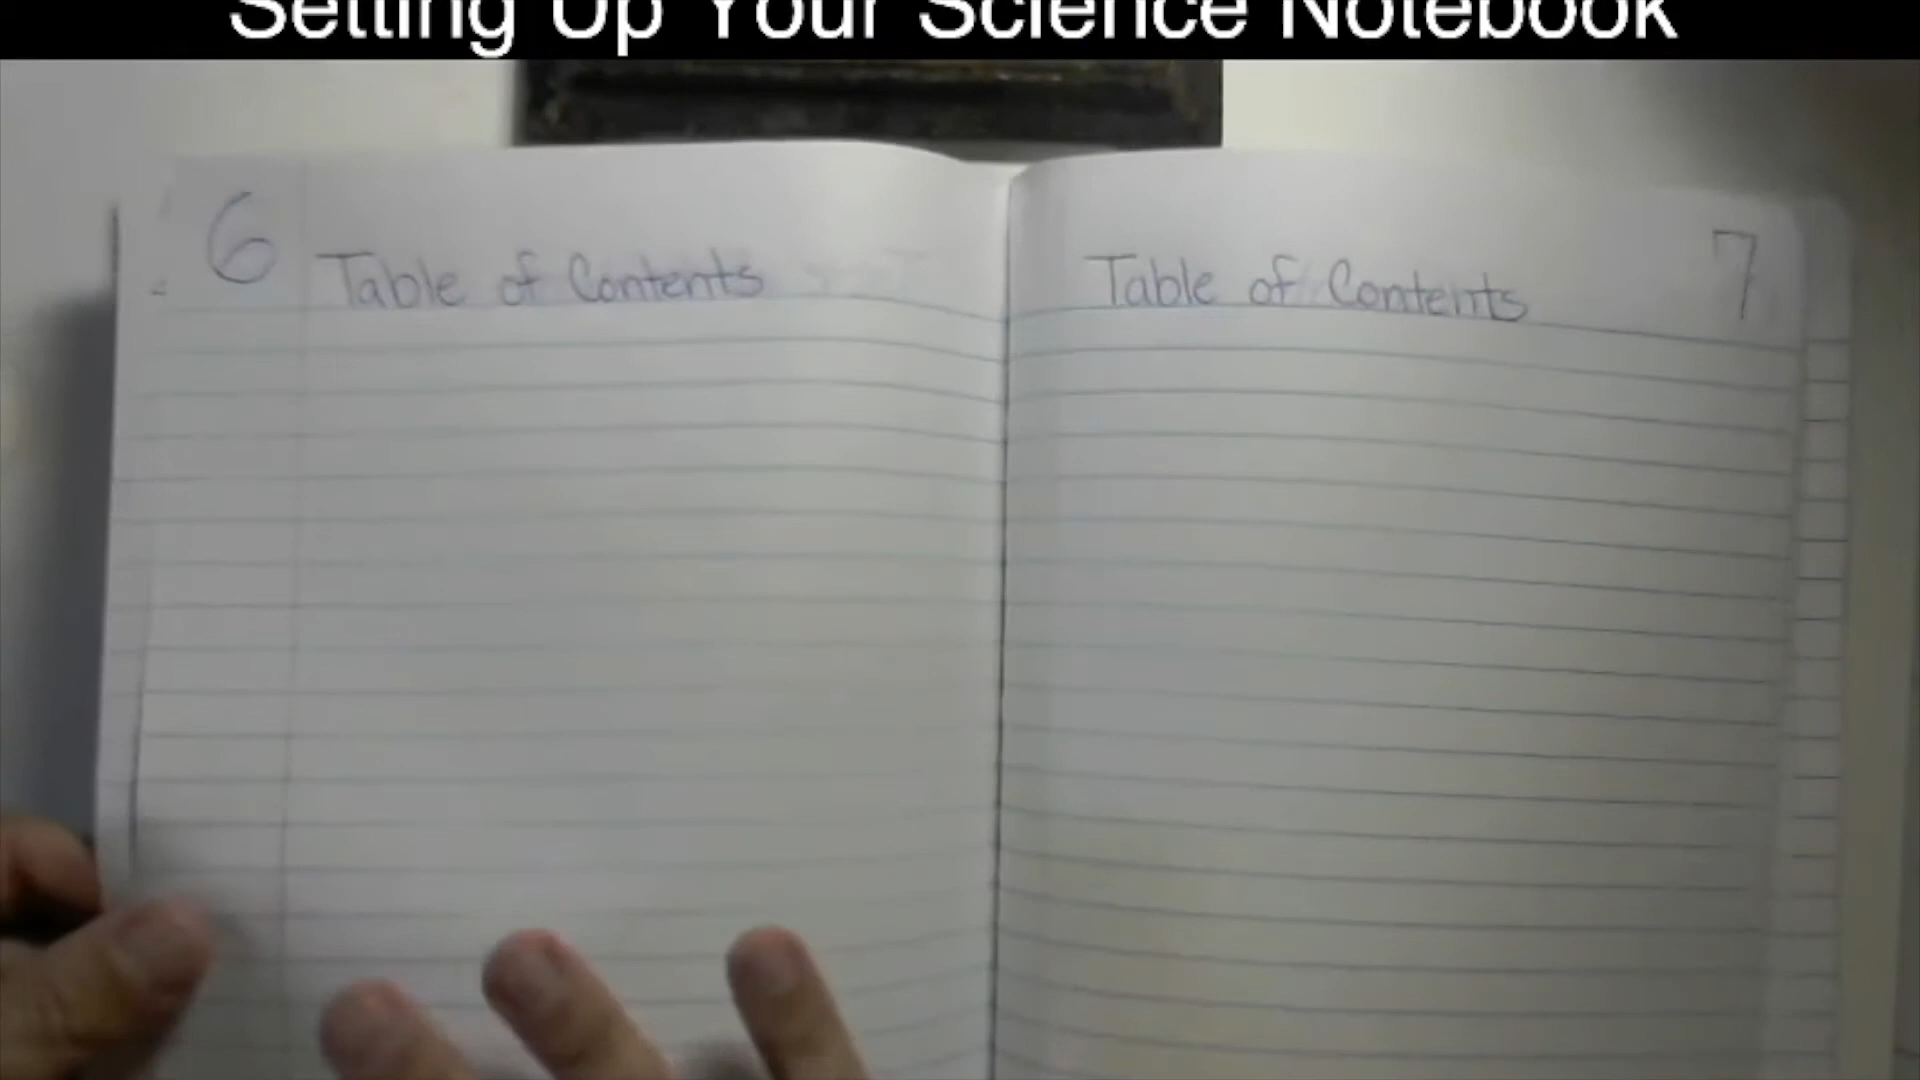 Setting Up Your Science Notebook
6 Table of Contents
Table of Contents 7